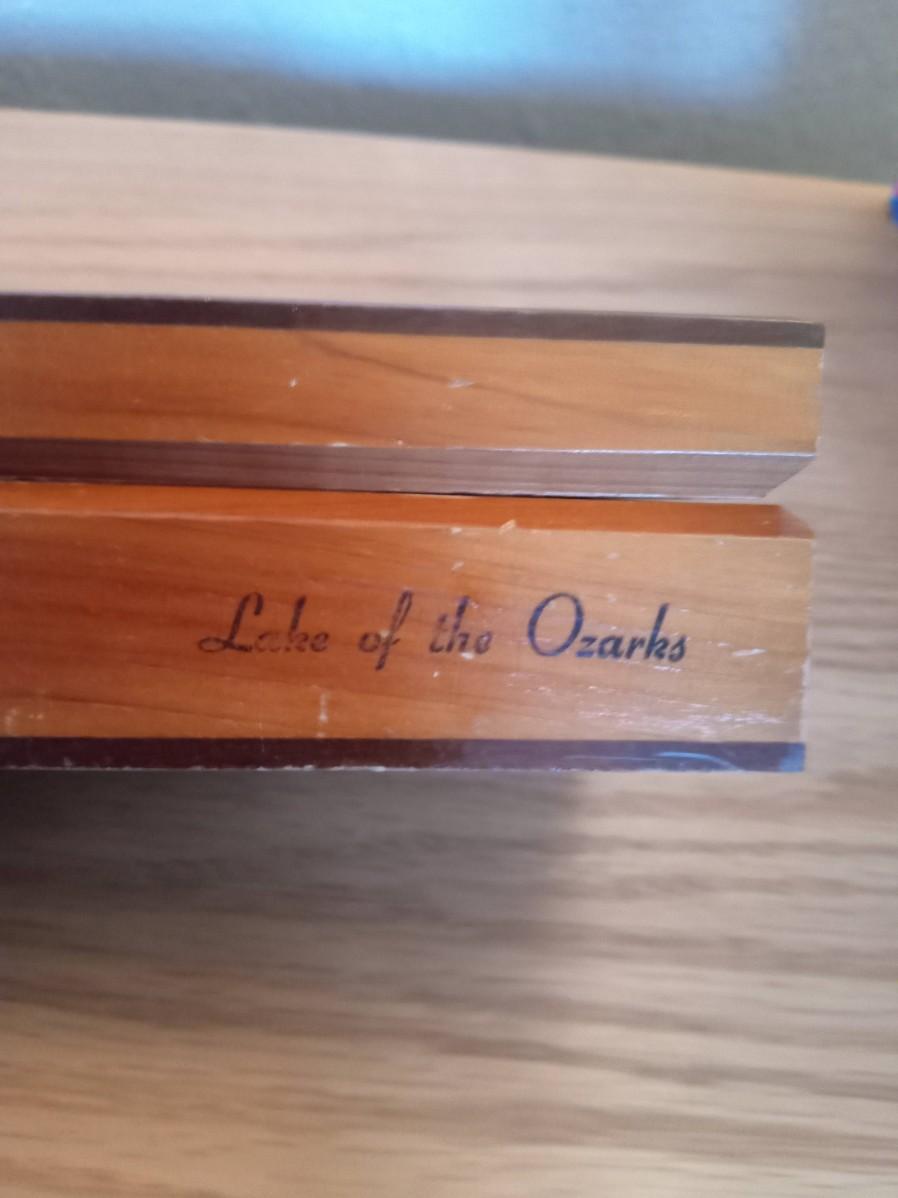 Lake of the Ozarks